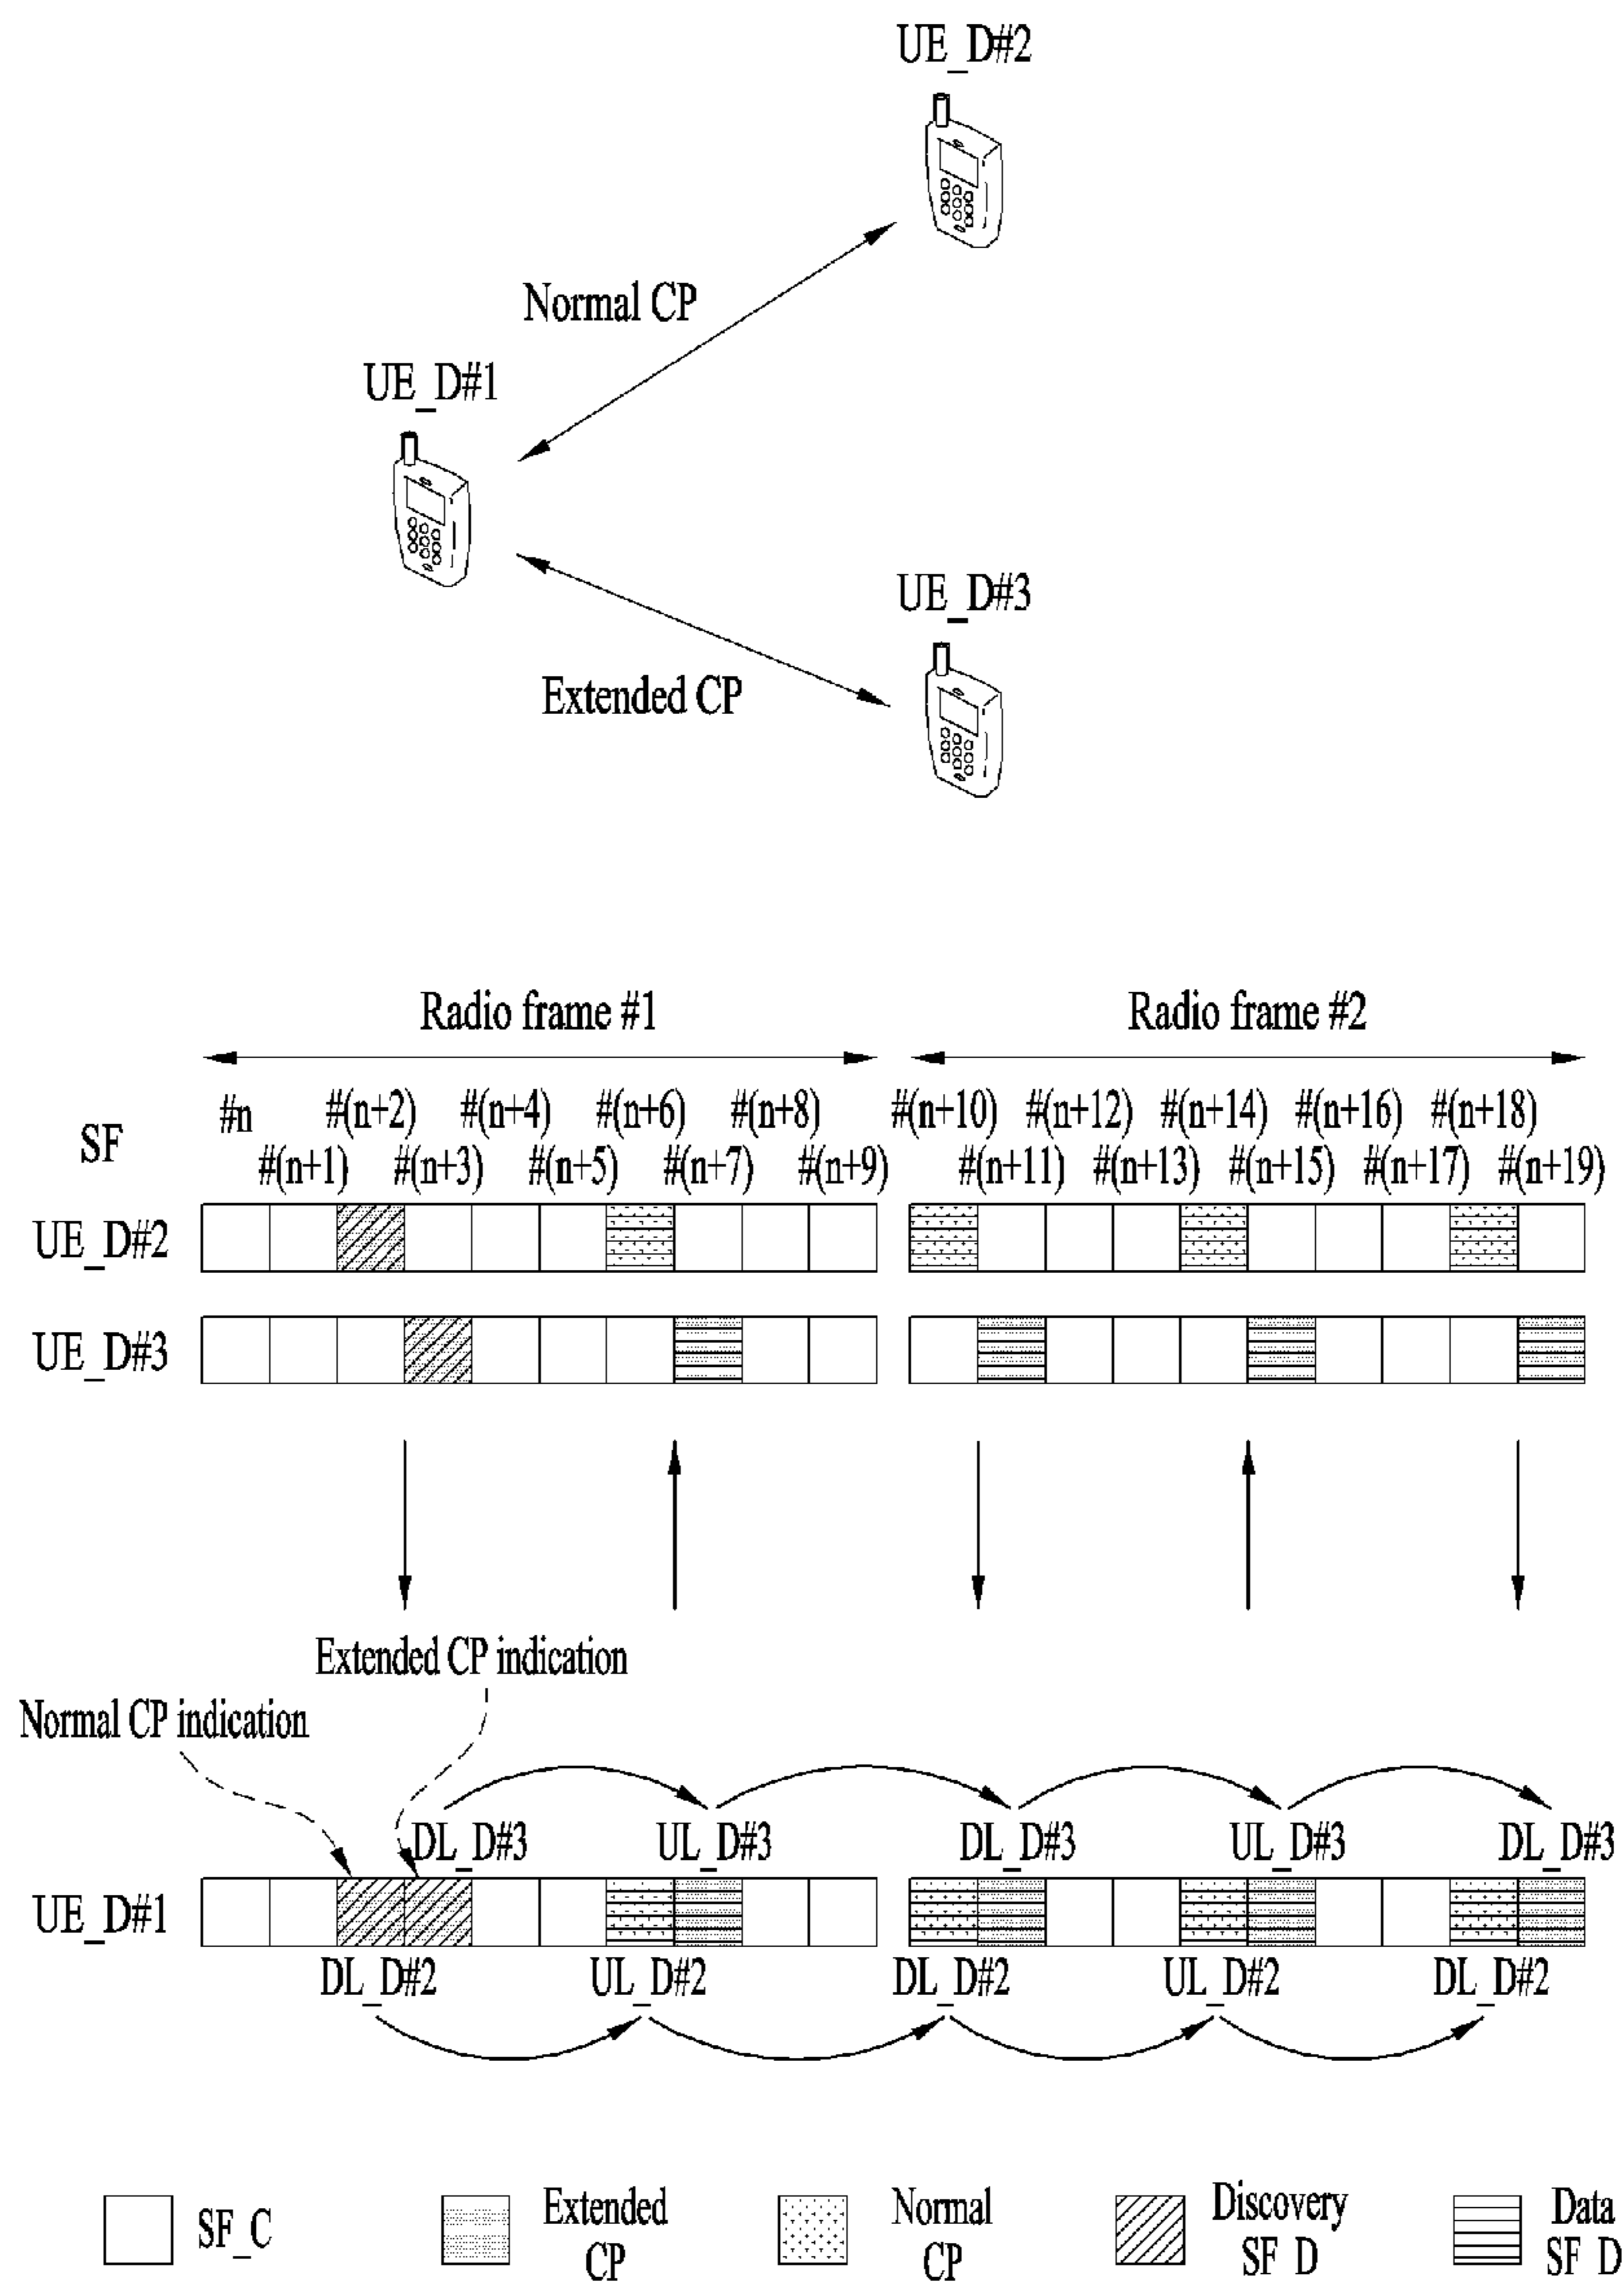 UE_D#2
Normal CP
UE_D#1
UE_D#3
Extended CP
Radio frame #1
Radio frame #2
SF
#n
#(n+2)
#(n+4)
#(n+6)
#(n+8)
#(n+10)
#(n+12)
#(n+14)
#(n+16)
#(n+18)
#(n+1)
#(n+3)
#(n+5)
#(n+7)
#(n+9)
#(n+11)
#(n+13)
#(n+15)
#(n+17)
#(n+19)
UE_D#2
UE_D#3
Extended CP indication
Normal CP indication
DL_D#3
UL_D#3
DL_D#3
UL_D#3
DL_D#3
UE_D#1
DL_D#2
UL_D#2
DL_D#2
UL_D#2
DL_D#2
SF_C
Extended
CP
Normal
CP
Discovery
SF_D
Data
SF_D